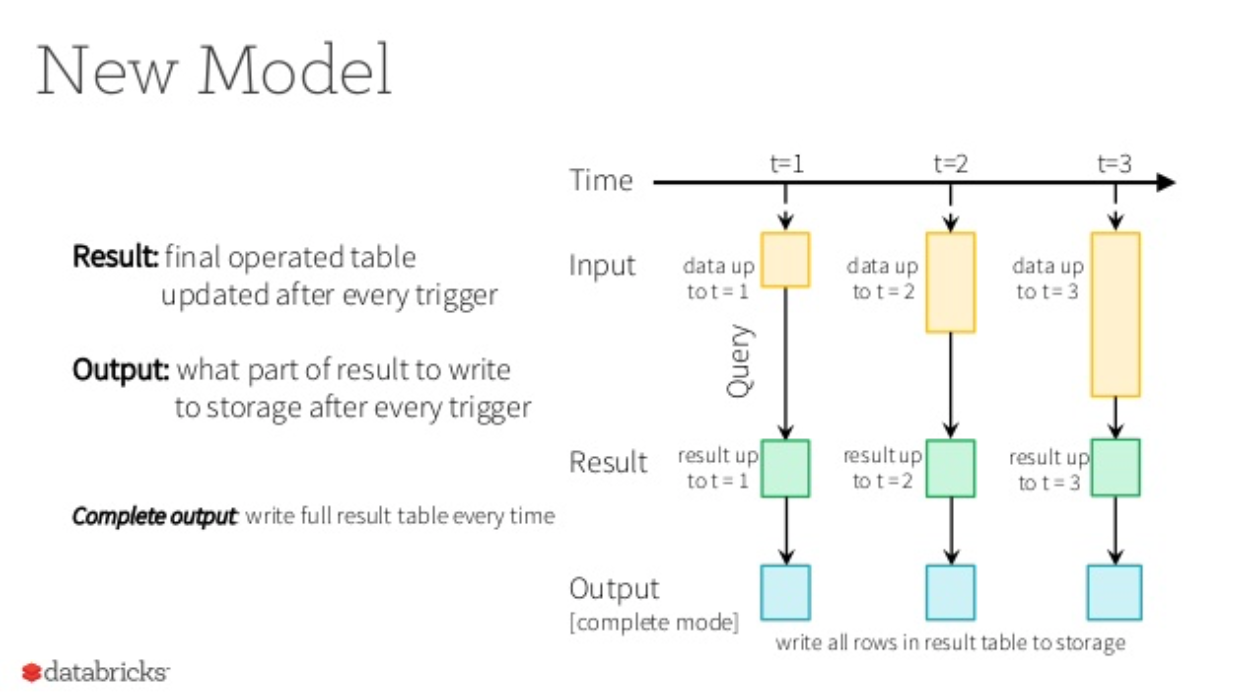 New Model
Result: final operated table
updated after every trigger
Output: what part of result to write
to storage after every trigger
Complete output: write full result table every time
Time
t=1
t=2
t=3
Input
data up
to t = 1
data up
to t = 2
data up
to t = 3
Query
Result
result up
to t = 1
result up
to t = 2
result up
to t = 3
Output
[complete mode]
write all rows in result table to storage
databricks